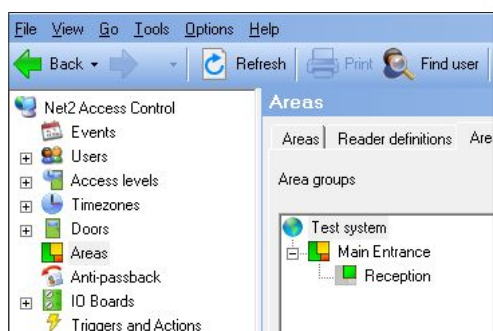 File View Go Tools Options Help
Back Refresh Print Find user
Net2 Access Control
Events
Users
Access levels
Timezones
Doors
Areas
Anti-passback
IO Boards
Triggers and Actions
Areas
Areas Reader definitions Are
Area groups
Test system
Main Entrance
Reception